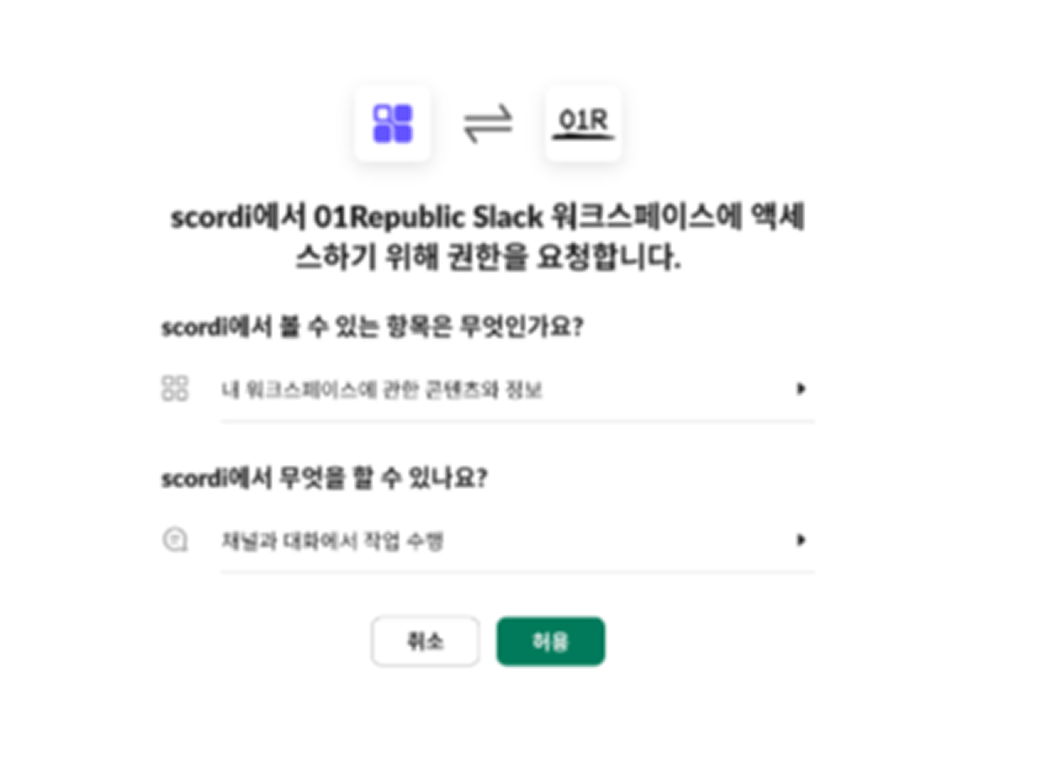 01R
scordi에서 01Republic Slack 워크스페이스에 액세
스하기 위해 권한을 요청합니다.
scordi에서 볼 수 있는 항목은 무엇인가요?
내 워크스페이스에 관한 콘텐츠와 정보
scordi에서 무엇을 할 수 있나요?
채널과 대화에서 작업 수행
취소
허용